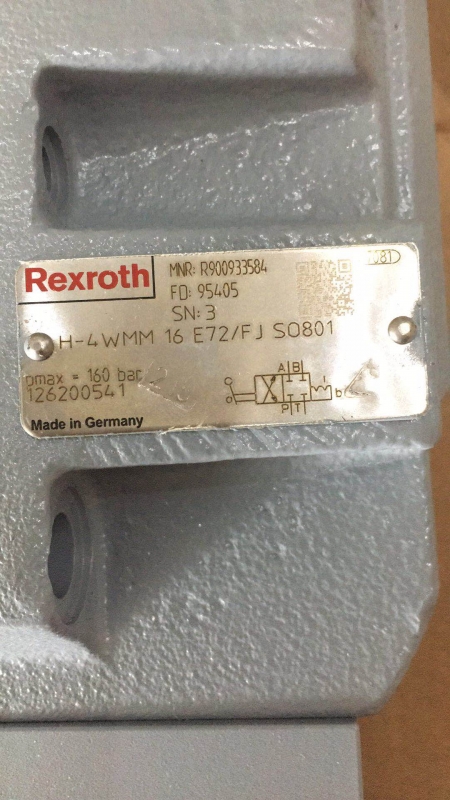 Rexroth
MNR: R900933584
FD: 95405
SN: 3
H-4WMM 16 E72/FJ SO801
pmax = 160 bar
126200541
A B
o b
P T
Made in Germany